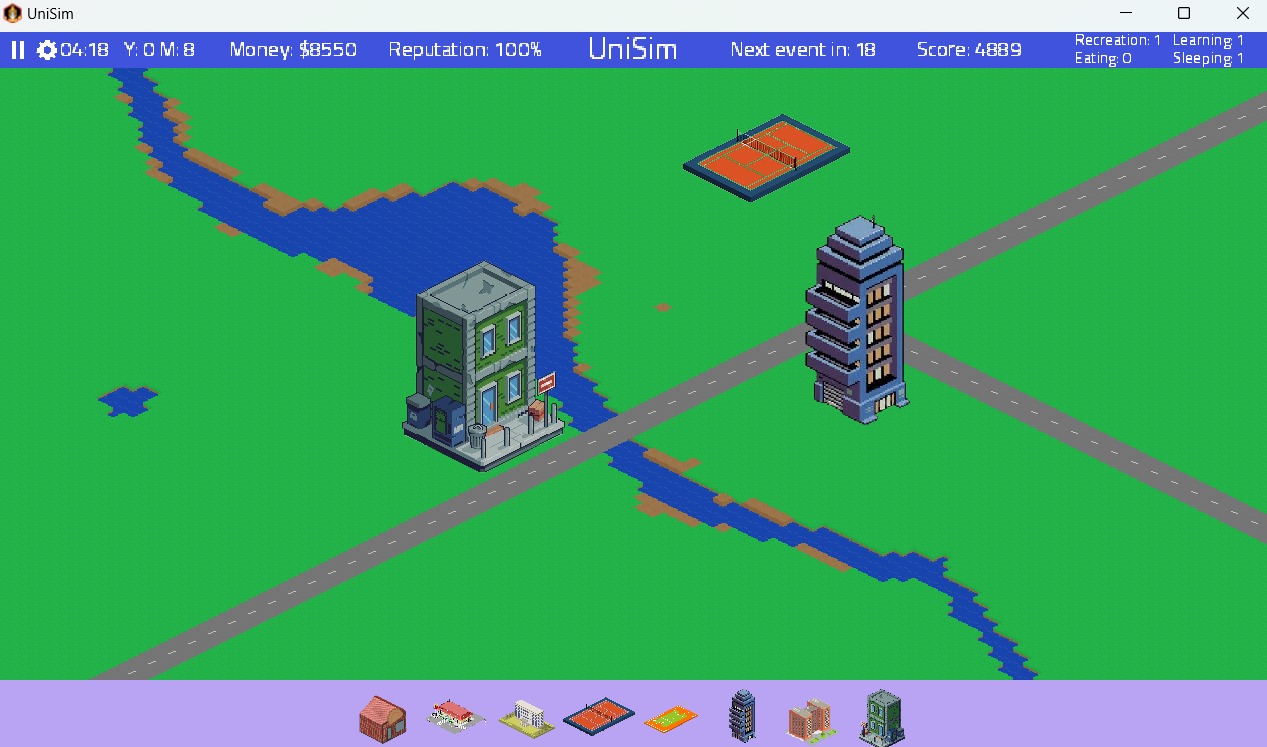 UniSim
04:18 Y: 0 M: 8 Money: $8550 Reputation: 100% UniSim Next event in: 18 Score: 4889 Recreation: 1 Learning: 1
Eating: 0 Sleeping: 1